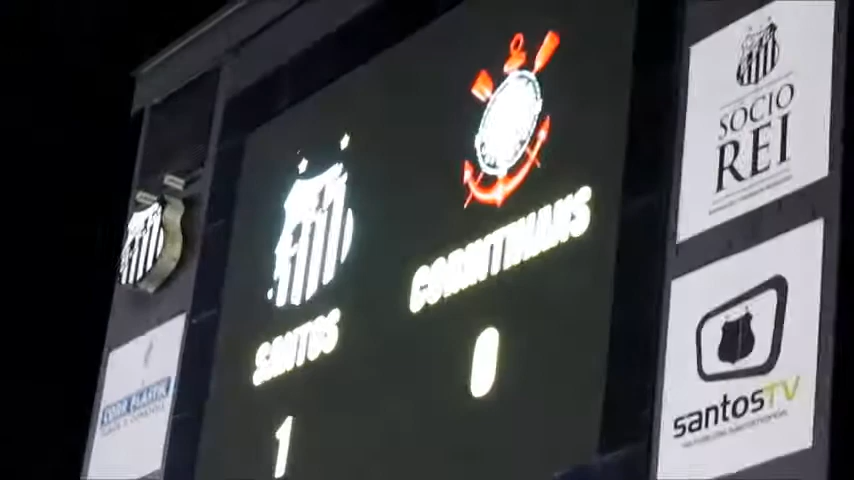 SANTOS
CORINTHIANS
1
0
SOCIO
REI
santosTV